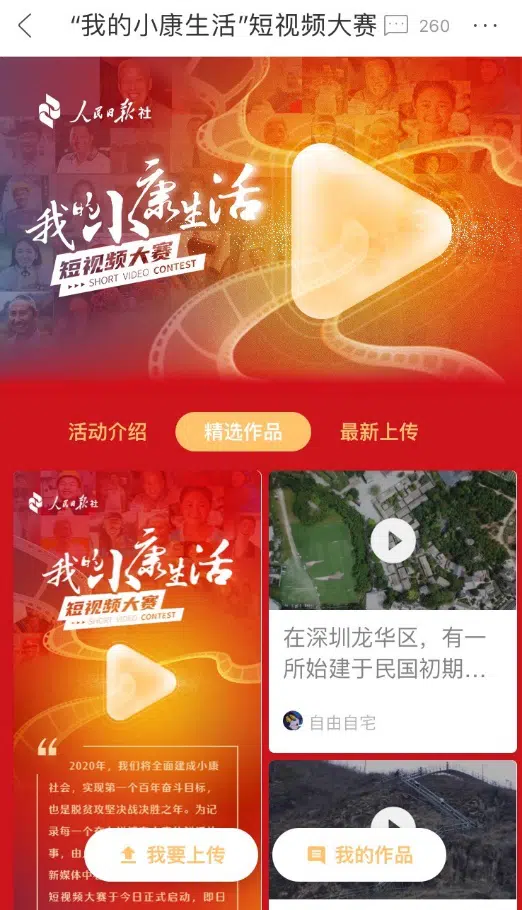 “我的小康生活”短视频大赛
260
人民日报社
我的小康生活
短视频大赛
SHORT VIDEO CONTEST
活动介绍
精选作品
最新上传
人民日报社
我的小康生活
短视频大赛
SHORT VIDEO CONTEST
2020年，我们将全面建成小康
社会，实现第一个百年奋斗目标，
也是脱贫攻坚决战决胜之年。为记
录每一个
事，由
新媒体中
短视频大赛于今日正式启动，即日
在深圳龙华区，有一
所始建于民国初期...
自由自宅
我要上传
我的作品